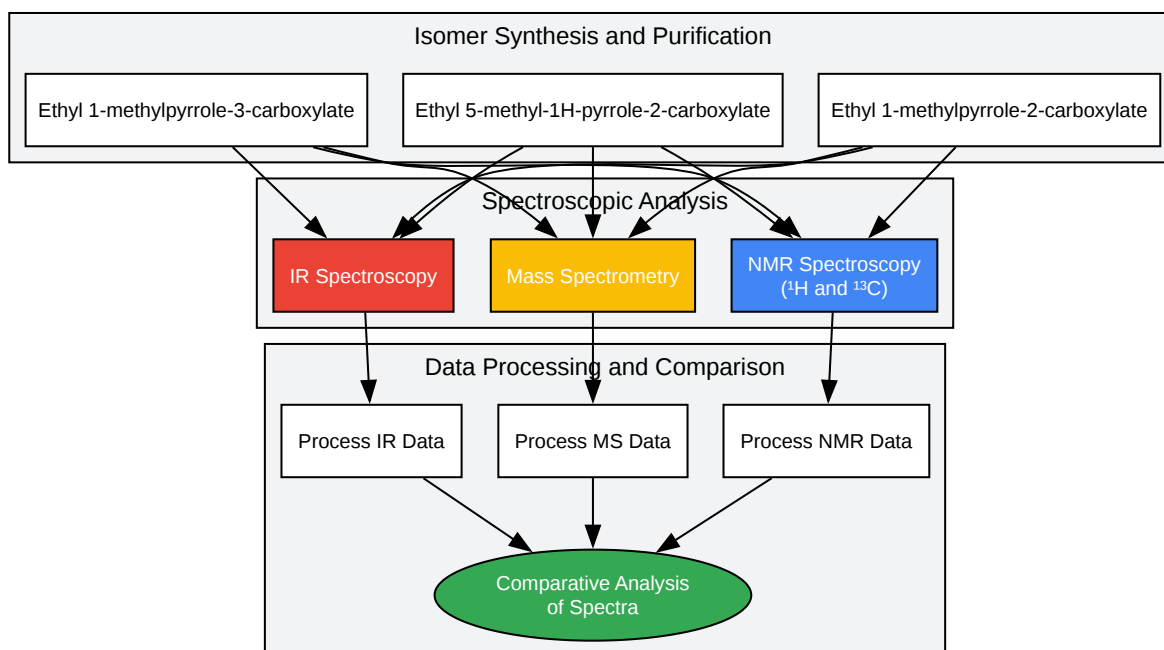 Isomer Synthesis and Purification
Ethyl 1-methylpyrrole-3-carboxylate
Ethyl 5-methyl-1H-pyrrole-2-carboxylate
Ethyl 1-methylpyrrole-2-carboxylate
Spectroscopic Analysis
IR Spectroscopy
Mass Spectrometry
NMR Spectroscopy
(¹H and ¹³C)
Data Processing and Comparison
Process IR Data
Process MS Data
Process NMR Data
Comparative Analysis
of Spectra